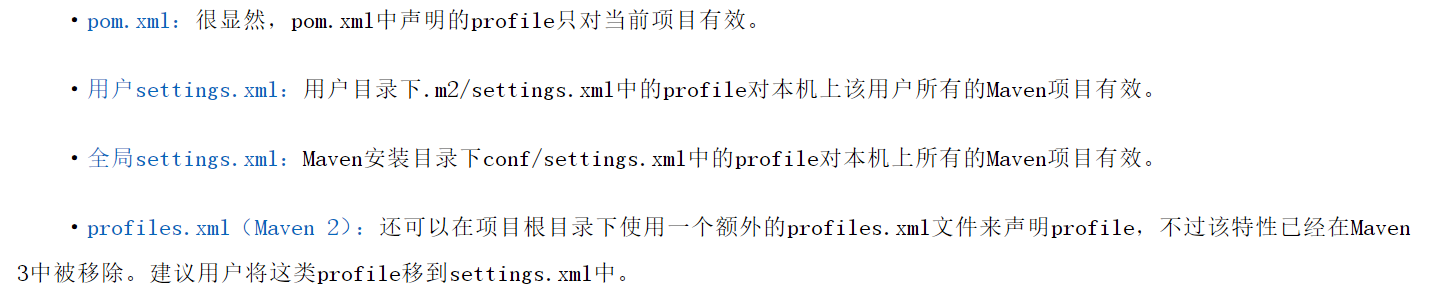 ·pom.xml：很显然，pom.xml中声明的profile只对当前项目有效。
·用户settings.xml：用户目录下.m2/settings.xml中的profile对本机上该用户所有的Maven项目有效。
·全局settings.xml：Maven安装目录下conf/settings.xml中的profile对本机上所有的Maven项目有效。
·profiles.xml（Maven 2）：还可以在项目根目录下使用一个额外的profiles.xml文件来声明profile，不过该特性已经在Maven
3中被移除。建议用户将这类profile移到settings.xml中。